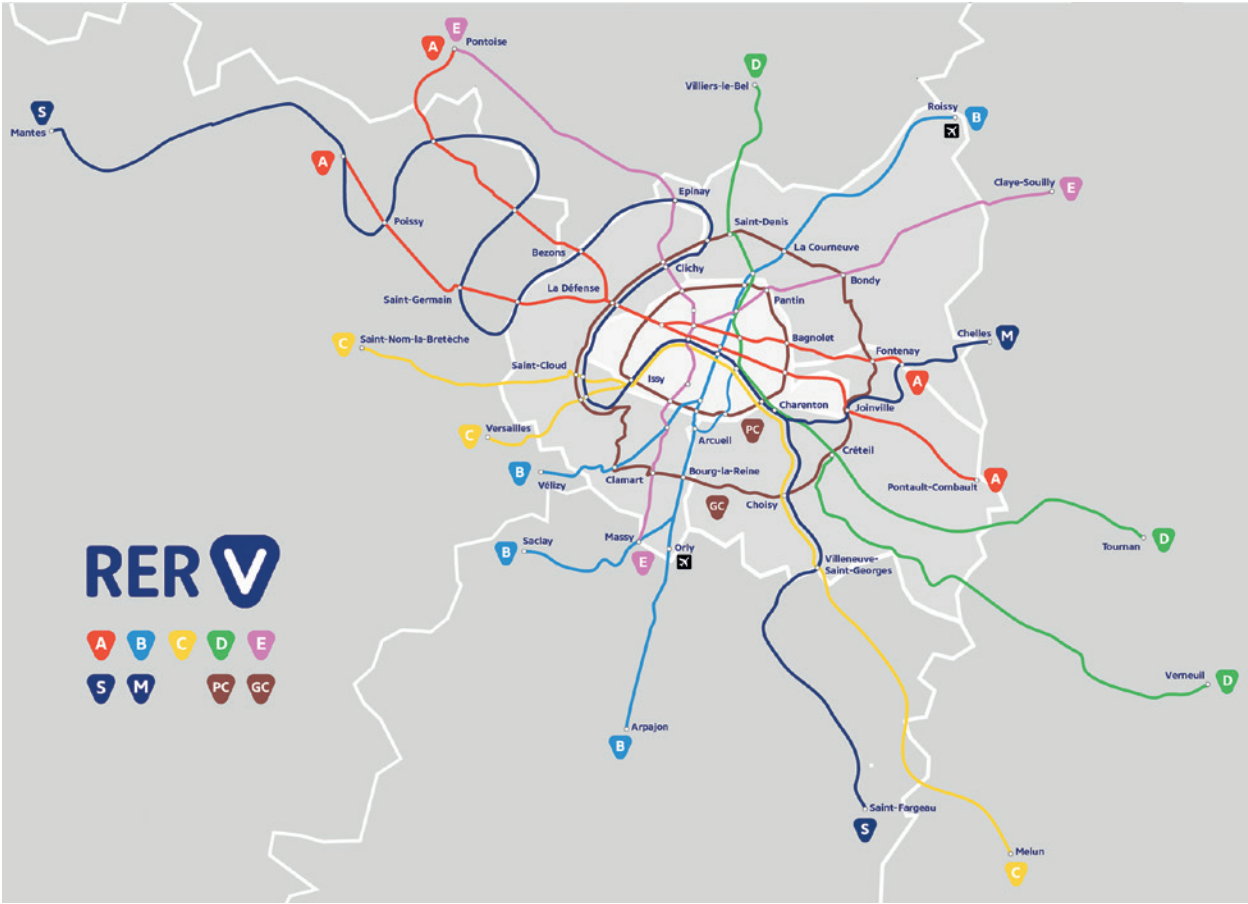 E
A
Pontoise
D
Villiers-le-Bel
S
Mantes
Roissy
B
A
Claye-Souilly
E
Epinay
Poissy
Saint-Denis
Bezons
La Courneuve
Clichy
Bondy
Saint-Germain
La Défense
Pantin
C
Saint-Nom-la-Bretèche
Bagnolet
Chelles
M
Fontenay
Saint-Cloud
Issy
A
Charenton
Joinville
C
Versailles
PC
Arcueil
Créteil
B
Vélizy
Clamart
Bourg-la-Reine
Pontault-Combault
A
GC
Choisy
Saclay
B
Massy
Orly
E
Tournan
D
Villeneuve-
Saint-Georges
RER V
A B C D E
S M PC GC
Verneuil
D
Arpajon
B
Saint-Fargeau
S
Melun
C